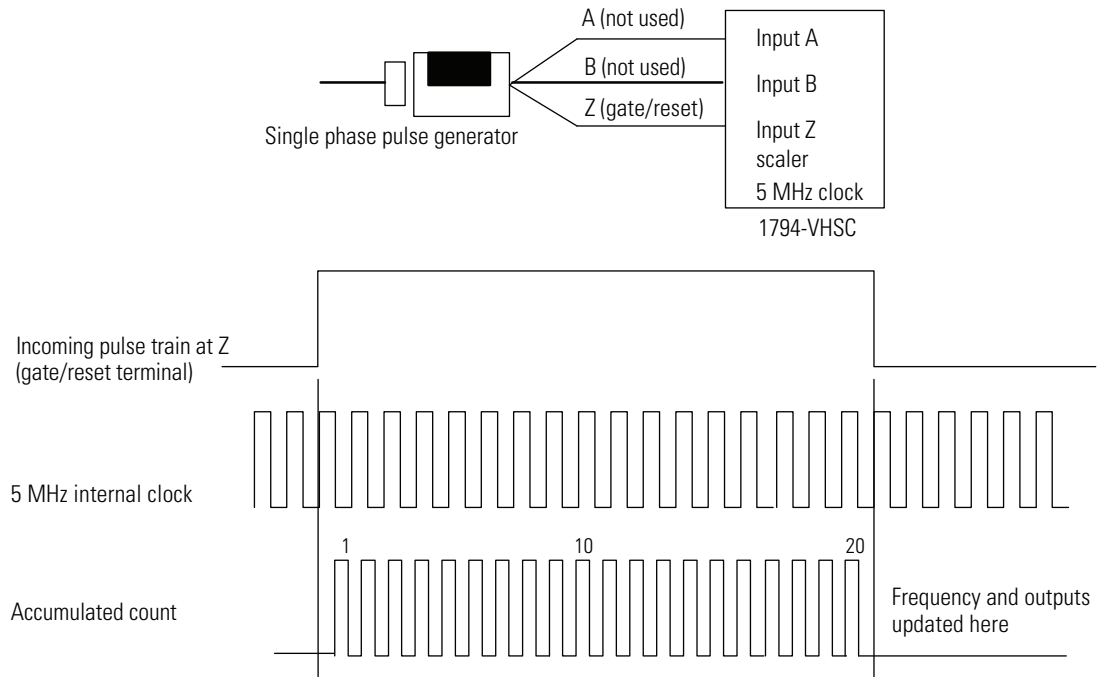 A (not used)
Input A
B (not used)
Input B
Z (gate/reset)
Input Z
Single phase pulse generator
scaler
5 MHz clock
1794-VHSC
Incoming pulse train at Z
(gate/reset terminal)
5 MHz internal clock
1
10
20
Accumulated count
Frequency and outputs
updated here